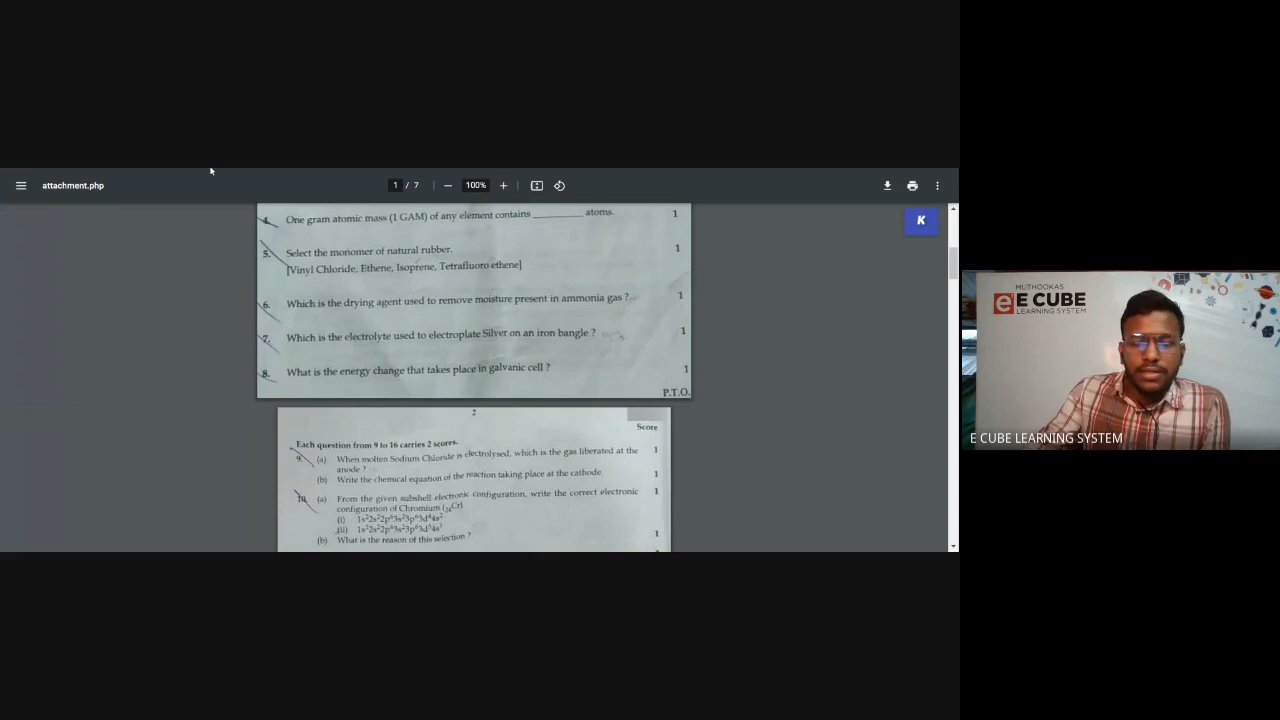 attachment.php
1 / 7
100%
K
4. One gram atomic mass (1 GAM) of any element contains __________ atoms. 1
5. Select the monomer of natural rubber. 1
[Vinyl Chloride, Ethene, Isoprene, Tetrafluoro ethene]
6. Which is the drying agent used to remove moisture present in ammonia gas ? 1
7. Which is the electrolyte used to electroplate Silver on an iron bangle ? 1
8. What is the energy change that takes place in galvanic cell ? 1
P.T.O.
2
Score
Each question from 9 to 16 carries 2 scores.
9. (a) When molten Sodium Chloride is electrolysed, which is the gas liberated at the 1
anode ?
(b) Write the chemical equation of the reaction taking place at the cathode. 1
10. (a) From the given subshell electronic configuration, write the correct electronic 1
configuration of Chromium (₂₄Cr)
(i) 1s²2s²2p⁶3s²3p⁶3d⁴4s²
(ii) 1s²2s²2p⁶3s²3p⁶3d⁵4s¹
(b) What is the reason of this selection ? 1
MUTHOOKAS
e E CUBE
LEARNING SYSTEM
E CUBE LEARNING SYSTEM